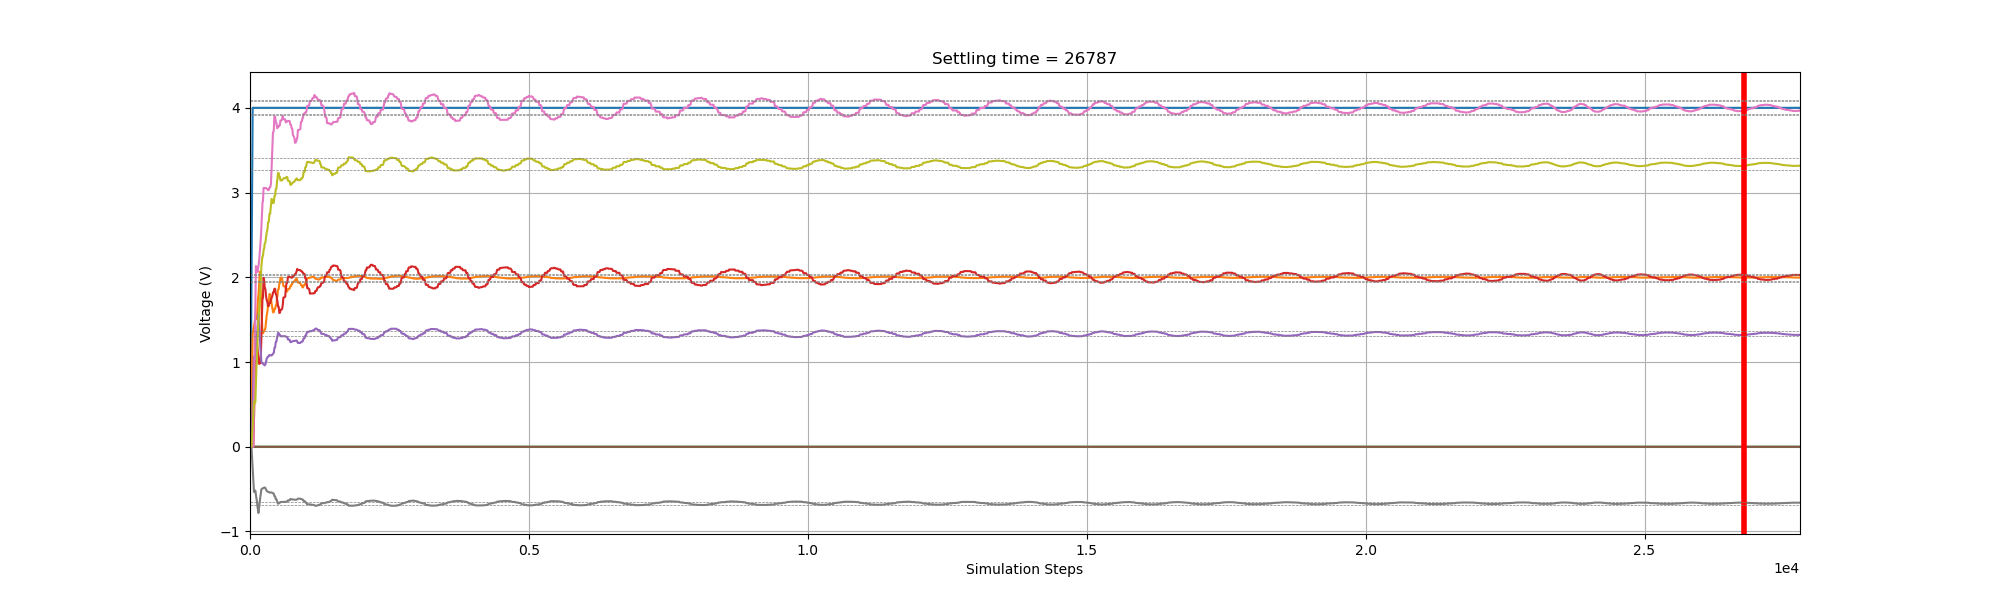 Settling time = 26787
Voltage (V)
4
3
2
1
0
−1
0.0 0.5 1.0 1.5 2.0 2.5
Simulation Steps
1e4